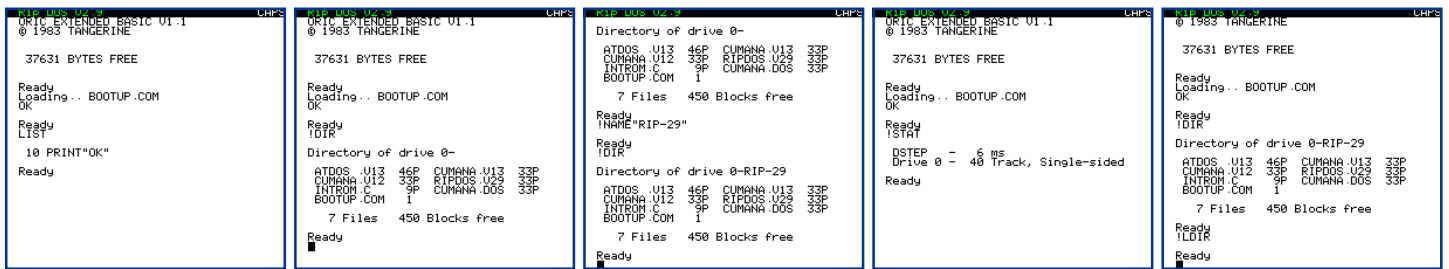 Rip DOS V2.9 CAPS
ORIC EXTENDED BASIC V1.1
© 1983 TANGERINE
37631 BYTES FREE
Ready
Loading.. BOOTUP.COM
OK
Ready
LIST
10 PRINT"OK"
Ready
Rip DOS V2.9 CAPS
ORIC EXTENDED BASIC V1.1
© 1983 TANGERINE
37631 BYTES FREE
Ready
Loading.. BOOTUP.COM
OK
Ready
!DIR
Directory of drive 0-
ATDOS .V13 46P CUMANA.V13 33P
CUMANA.V12 33P RIPDOS.V29 33P
INTROM.C 9P CUMANA.DOS 33P
BOOTUP.COM 1
7 Files 450 Blocks free
Ready
Rip DOS V2.9 CAPS
Directory of drive 0-
ATDOS .V13 46P CUMANA.V13 33P
CUMANA.V12 33P RIPDOS.V29 33P
INTROM.C 9P CUMANA.DOS 33P
BOOTUP.COM 1
7 Files 450 Blocks free
Ready
!NAME"RIP-29"
Ready
!DIR
Directory of drive 0-RIP-29
ATDOS .V13 46P CUMANA.V13 33P
CUMANA.V12 33P RIPDOS.V29 33P
INTROM.C 9P CUMANA.DOS 33P
BOOTUP.COM 1
7 Files 450 Blocks free
Ready
Rip DOS V2.9 CAPS
ORIC EXTENDED BASIC V1.1
© 1983 TANGERINE
37631 BYTES FREE
Ready
Loading.. BOOTUP.COM
OK
Ready
!STAT
DSTEP - 6 ms
Drive 0 - 40 Track, Single-sided
Ready
Rip DOS V2.9 CAPS
© 1983 TANGERINE
37631 BYTES FREE
Ready
Loading.. BOOTUP.COM
OK
Ready
!DIR
Directory of drive 0-RIP-29
ATDOS .V13 46P CUMANA.V13 33P
CUMANA.V12 33P RIPDOS.V29 33P
INTROM.C 9P CUMANA.DOS 33P
BOOTUP.COM 1
7 Files 450 Blocks free
Ready
!LDIR
Ready